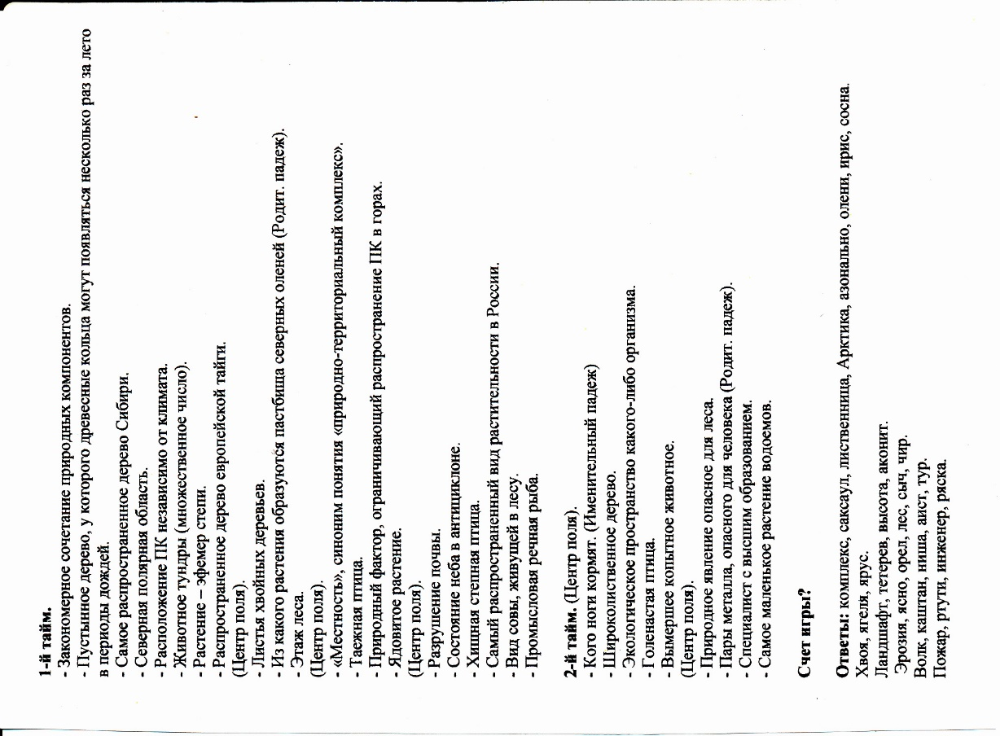 1-й тайм.
- Закономерное сочетание природных компонентов.
- Пустынное дерево, у которого древесные кольца могут появляться несколько раз за лето
в периоды дождей.
- Самое распространенное дерево Сибири.
- Северная полярная область.
- Расположение ПК независимо от климата.
- Животное тундры (множественное число).
- Растение – эфемер степи.
- Распространенное дерево европейской тайги.
(Центр поля).
- Листья хвойных деревьев.
- Из какого растения образуются пастбища северных оленей (Родит. падеж).
- Этаж леса.
(Центр поля).
- «Местность», синоним понятия «природно-территориальный комплекс».
- Таежная птица.
- Природный фактор, ограничивающий распространение ПК в горах.
- Ядовитое растение.
(Центр поля).
- Разрушение почвы.
- Состояние неба в антициклоне.
- Хищная степная птица.
- Самый распространенный вид растительности в России.
- Вид совы, живущей в лесу.
- Промысловая речная рыба.
2-й тайм. (Центр поля).
- Кого ноги кормят. (Именительный падеж)
- Широколиственное дерево.
- Экологическое пространство какого-либо организма.
- Голенастая птица.
- Вымершее копытное животное.
(Центр поля).
- Природное явление опасное для леса.
- Пары металла, опасного для человека (Родит. падеж).
- Специалист с высшим образованием.
- Самое маленькое растение водоемов.
Счет игры?
Ответы: комплекс, саксаул, лиственница, Арктика, азонально, олени, ирис, сосна.
Хвоя, ягеля, ярус.
Ландшафт, тетерев, высота, аконит.
Эрозия, ясно, орел, лес, сыч, чир.
Волк, каштан, ниша, аист, тур.
Пожар, ртути, инженер, ряска.